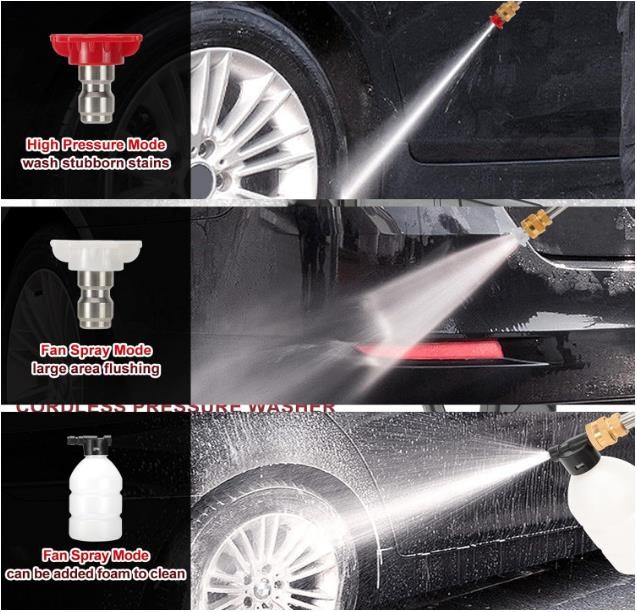 High Pressure Mode
wash stubborn stains
Fan Spray Mode
large area flushing
CORDLESS PRESSURE WASHER
Fan Spray Mode
can be added foam to clean